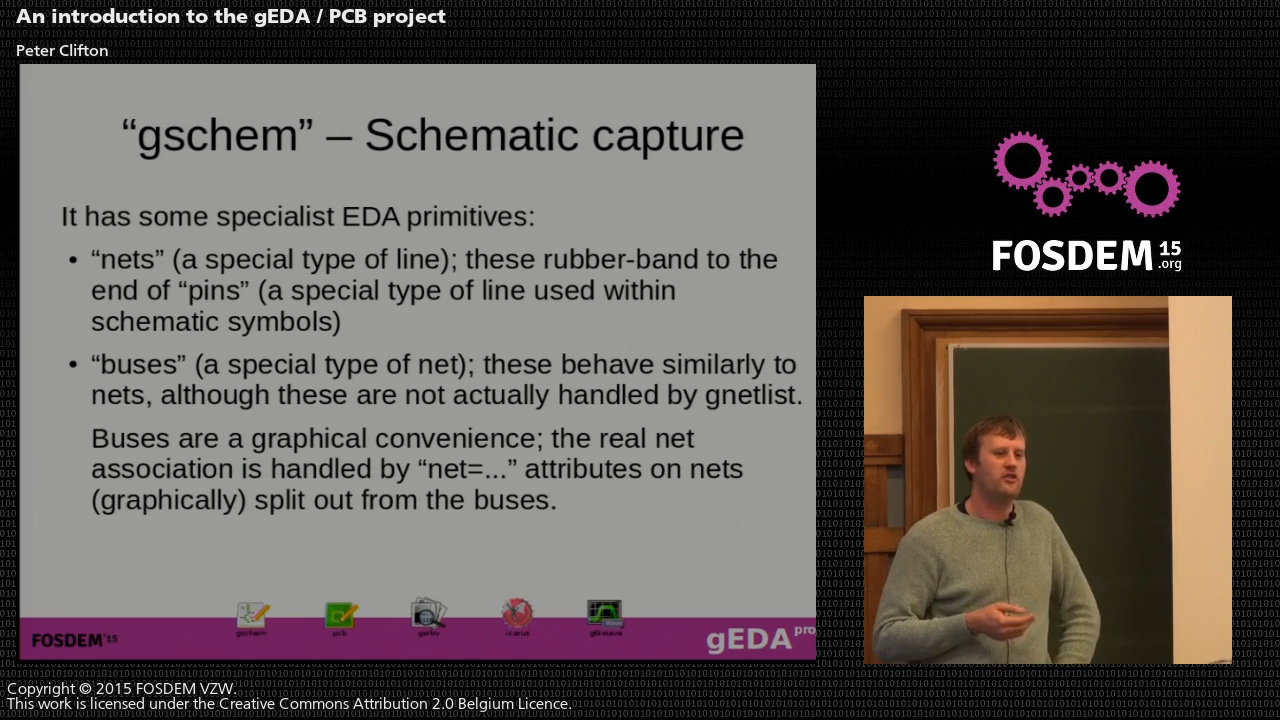 An introduction to the gEDA / PCB project
Peter Clifton
“gschem” – Schematic capture
It has some specialist EDA primitives:
• “nets” (a special type of line); these rubber-band to the
end of “pins” (a special type of line used within
schematic symbols)
• “buses” (a special type of net); these behave similarly to
nets, although these are not actually handled by gnetlist.
Buses are a graphical convenience; the real net
association is handled by “net=...” attributes on nets
(graphically) split out from the buses.
gschem pcb gerbv icarus gtkwave
FOSDEM'15
gEDA pro
FOSDEM 15
.org
Copyright © 2015 FOSDEM VZW.
This work is licensed under the Creative Commons Attribution 2.0 Belgium Licence.